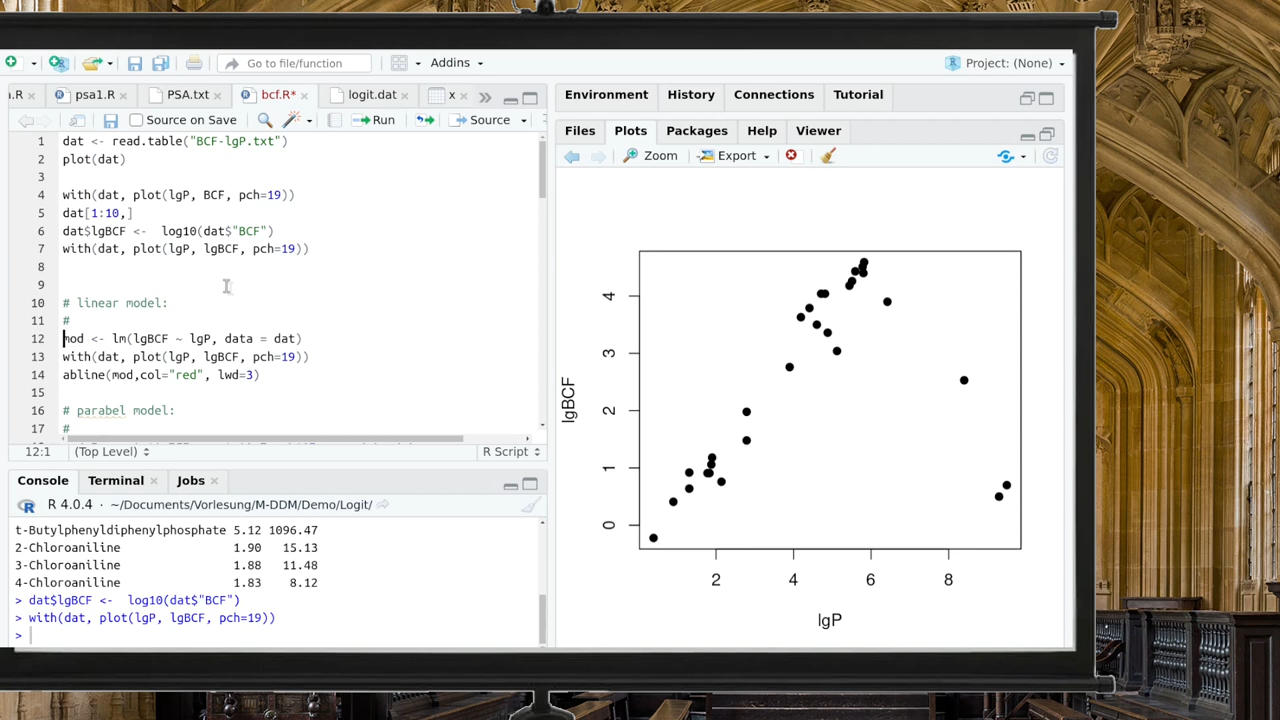 Go to file/function
Addins
Project: (None)
a.R
psa1.R
PSA.txt
bcf.R*
logit.dat
x
Source on Save
Run
Source
1 dat <- read.table("BCF-lgP.txt")
2 plot(dat)
3
4 with(dat, plot(lgP, BCF, pch=19))
5 dat[1:10,]
6 dat$lgBCF <-  log10(dat$"BCF")
7 with(dat, plot(lgP, lgBCF, pch=19))
8
9
10 # linear model:
11 #
12 mod <- lm(lgBCF ~ lgP, data = dat)
13 with(dat, plot(lgP, lgBCF, pch=19))
14 abline(mod,col="red", lwd=3)
15
16 # parabel model:
17 #
12:1
(Top Level)
R Script
Console
Terminal
Jobs
R 4.0.4 · ~/Documents/Vorlesung/M-DDM/Demo/Logit/
t-Butylphenyldiphenylphosphate 5.12 1096.47
2-Chloroaniline 1.90 15.13
3-Chloroaniline 1.88 11.48
4-Chloroaniline 1.83 8.12
> dat$lgBCF <-  log10(dat$"BCF")
> with(dat, plot(lgP, lgBCF, pch=19))
>
Environment
History
Connections
Tutorial
Files
Plots
Packages
Help
Viewer
Zoom
Export
lgBCF
4
3
2
1
0
2 4 6 8
lgP